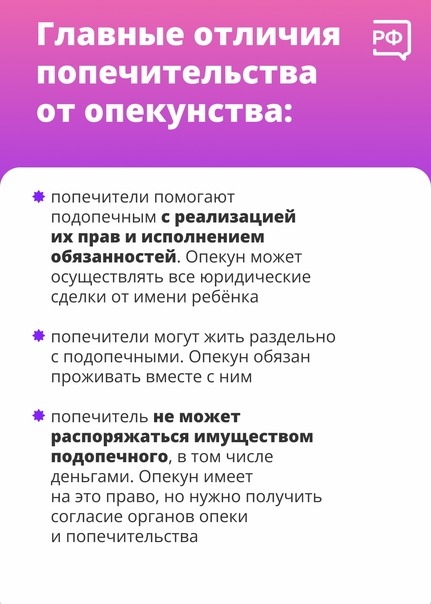 Главные отличия
попечительства
от опекунства:
РФ
попечители помогают
подопечным с реализацией
их прав и исполнением
обязанностей. Опекун может
осуществлять все юридические
сделки от имени ребёнка
попечители могут жить раздельно
с подопечными. Опекун обязан
проживать вместе с ним
попечитель не может
распоряжаться имуществом
подопечного, в том числе
деньгами. Опекун имеет
на это право, но нужно получить
согласие органов опеки
и попечительства